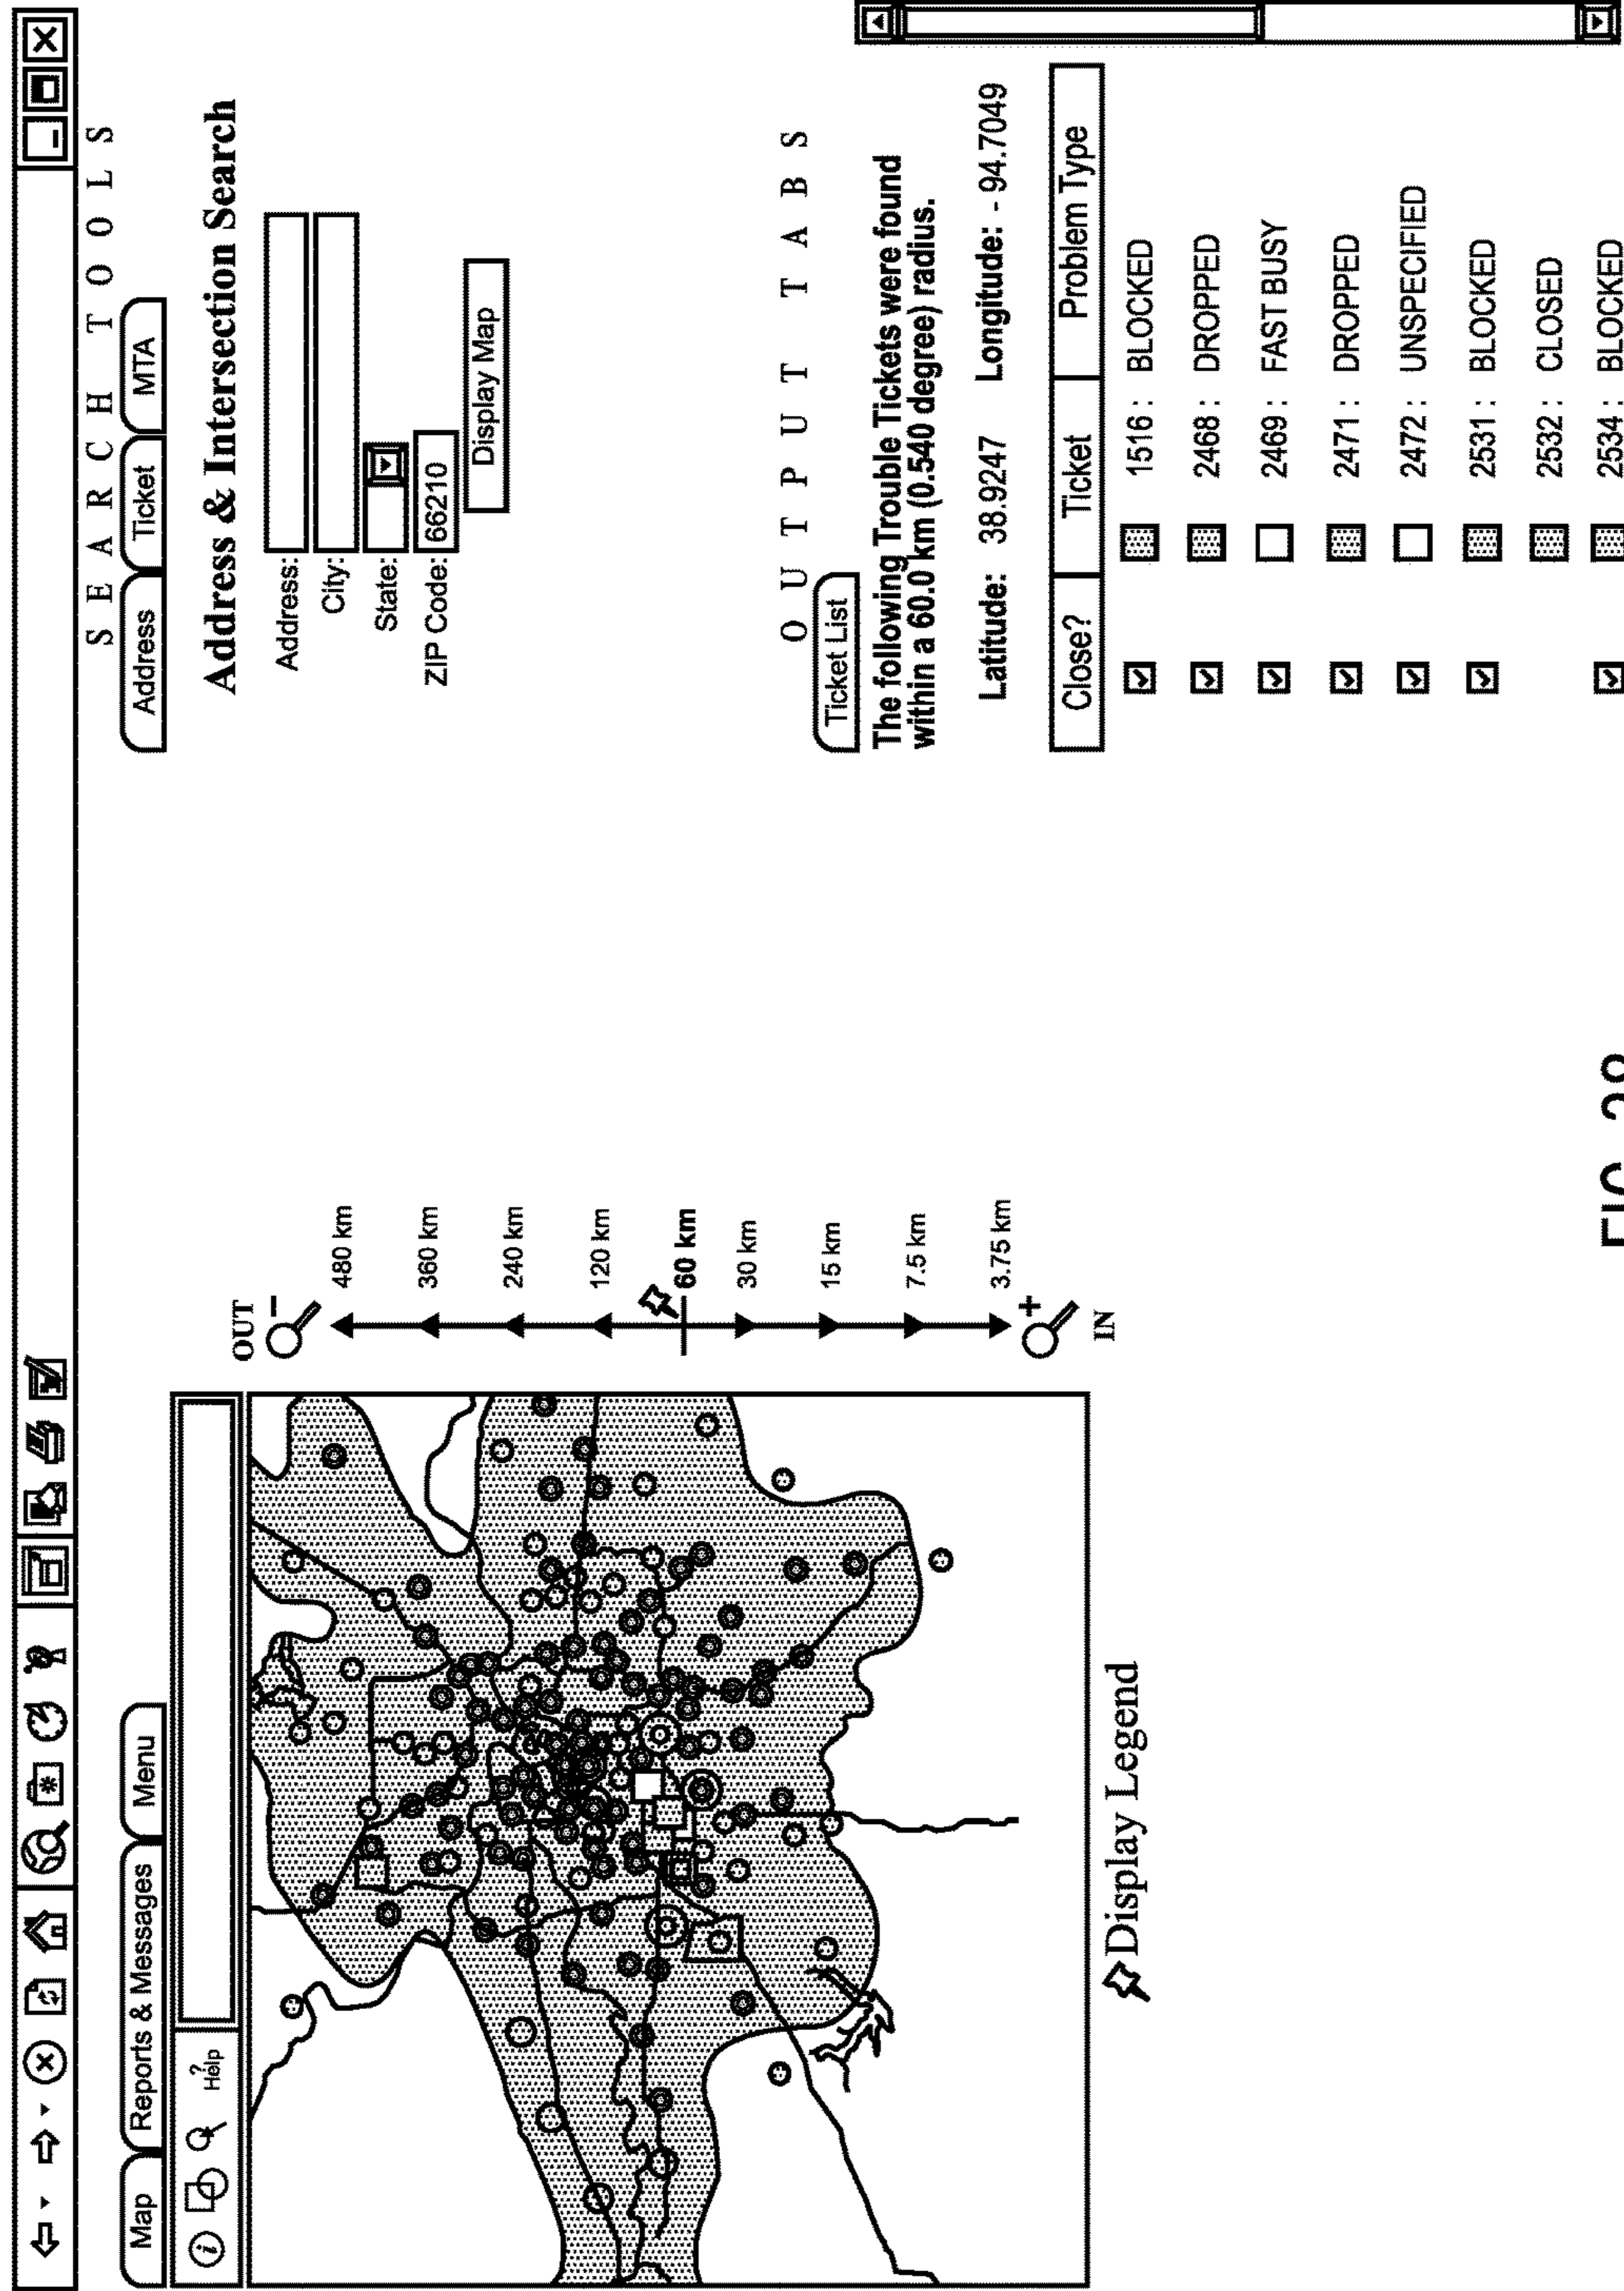 Map
Reports & Messages
Menu
? Help
OUT
480 km
360 km
240 km
120 km
60 km
30 km
15 km
7.5 km
3.75 km
IN
Display Legend
SEARCH TOOLS
Address
Ticket
MTA
Address & Intersection Search
Address:
City:
State:
ZIP Code: 66210
Display Map
OUTPUT TABS
Ticket List
The following Trouble Tickets were found
within a 60.0 km (0.540 degree) radius.
Latitude: 38.9247 Longitude: - 94.7049
Close? Ticket Problem Type
1516 : BLOCKED
2468 : DROPPED
2469 : FAST BUSY
2471 : DROPPED
2472 : UNSPECIFIED
2531 : BLOCKED
2532 : CLOSED
2534 : BLOCKED